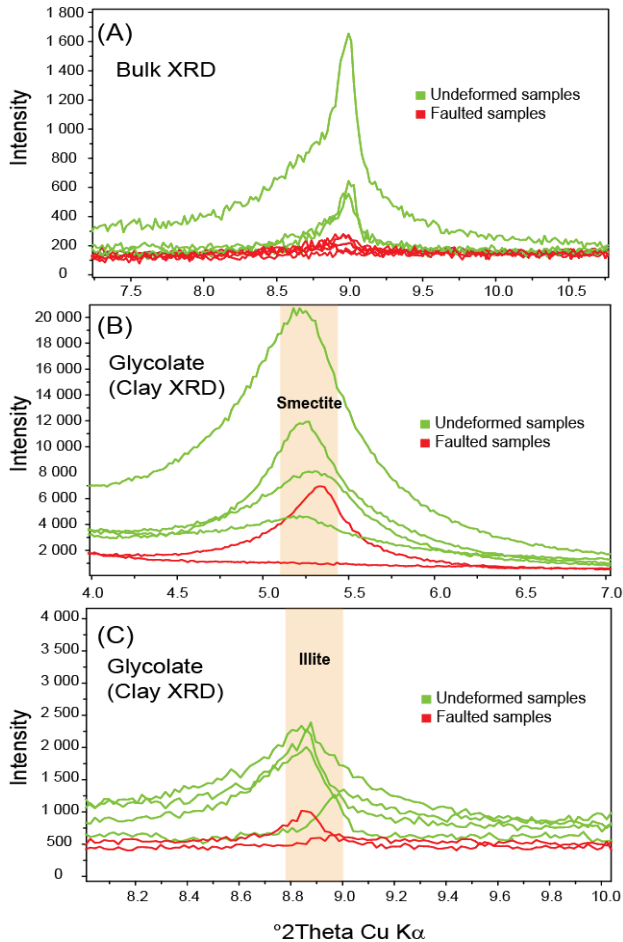 (A)
Bulk XRD
Intensity
1 800
1 600
1 400
1 200
1 000
800
600
400
200
0
Undeformed samples
Faulted samples
7.5 8.0 8.5 9.0 9.5 10.0 10.5
(B)
Glycolate
(Clay XRD)
Intensity
20 000
18 000
16 000
14 000
12 000
10 000
8 000
6 000
4 000
2 000
Smectite
Undeformed samples
Faulted samples
4.0 4.5 5.0 5.5 6.0 6.5 7.0
(C)
Glycolate
(Clay XRD)
Intensity
4 000
3 500
3 000
2 500
2 000
1 500
1 000
500
0
Illite
Undeformed samples
Faulted samples
8.2 8.4 8.6 8.8 9.0 9.2 9.4 9.6 9.8 10.0
°2Theta Cu Kα